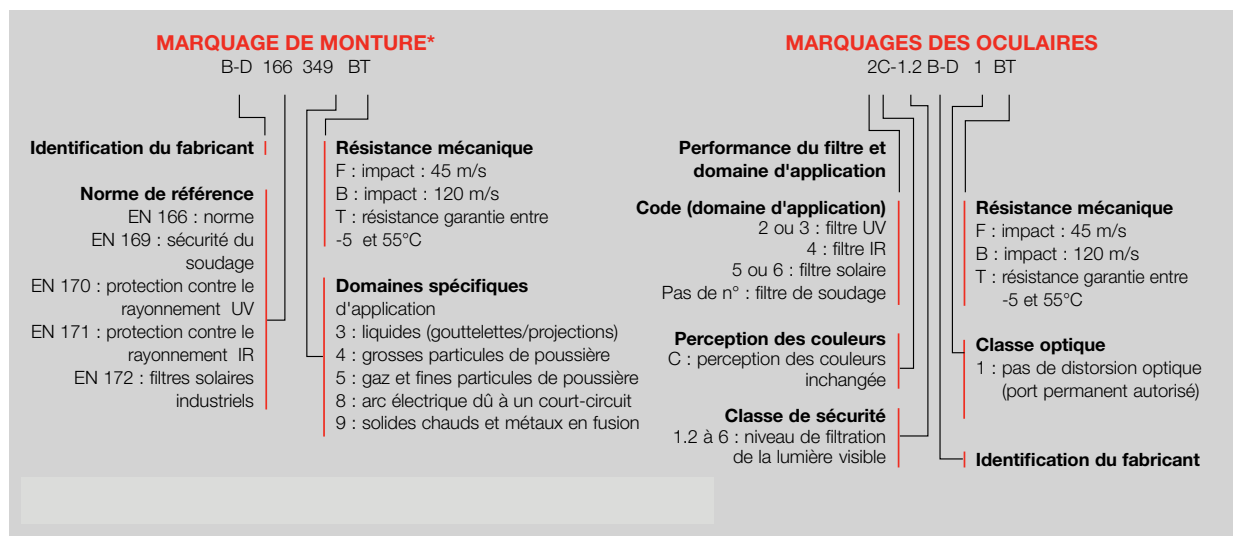 MARQUAGE DE MONTURE*
B-D 166 349 BT
Identification du fabricant
Norme de référence
EN 166 : norme
EN 169 : sécurité du
soudage
EN 170 : protection contre le
rayonnement UV
EN 171 : protection contre le
rayonnement IR
EN 172 : filtres solaires
industriels
Résistance mécanique
F : impact : 45 m/s
B : impact : 120 m/s
T : résistance garantie entre
-5 et 55°C
Domaines spécifiques
d'application
3 : liquides (gouttelettes/projections)
4 : grosses particules de poussière
5 : gaz et fines particules de poussière
8 : arc électrique dû à un court-circuit
9 : solides chauds et métaux en fusion
MARQUAGES DES OCULAIRES
2C-1.2 B-D 1 BT
Performance du filtre et
domaine d'application
Code (domaine d'application)
2 ou 3 : filtre UV
4 : filtre IR
5 ou 6 : filtre solaire
Pas de n° : filtre de soudage
Perception des couleurs
C : perception des couleurs
inchangée
Classe de sécurité
1.2 à 6 : niveau de filtration
de la lumière visible
Résistance mécanique
F : impact : 45 m/s
B : impact : 120 m/s
T : résistance garantie entre
-5 et 55°C
Classe optique
1 : pas de distorsion optique
(port permanent autorisé)
Identification du fabricant